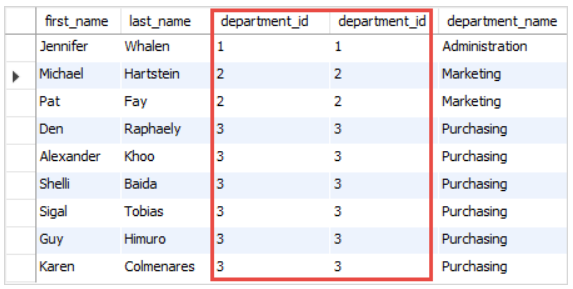 first_name last_name department_id department_id department_name
Jennifer Whalen 1 1 Administration
Michael Hartstein 2 2 Marketing
Pat Fay 2 2 Marketing
Den Raphaely 3 3 Purchasing
Alexander Khoo 3 3 Purchasing
Shelli Baida 3 3 Purchasing
Sigal Tobias 3 3 Purchasing
Guy Himuro 3 3 Purchasing
Karen Colmenares 3 3 Purchasing